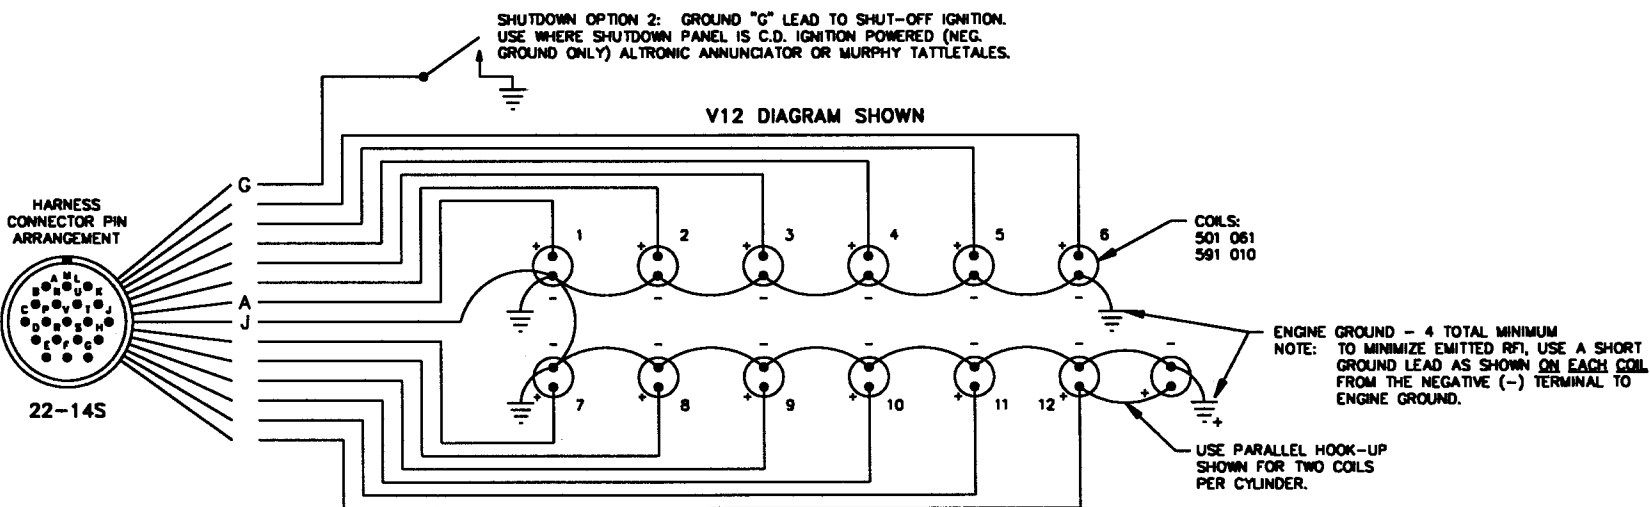 SHUTDOWN OPTION 2: GROUND "G" LEAD TO SHUT-OFF IGNITION.
USE WHERE SHUTDOWN PANEL IS C.D. IGNITION POWERED (NEG.
GROUND ONLY) ALTRONIC ANNUNCIATOR OR MURPHY TATTLETALES.
V12 DIAGRAM SHOWN
G
HARNESS
CONNECTOR PIN
ARRANGEMENT
A M L
B N U K
C P V T J
D R S H
E F G
22-14S
A
J
1 2 3 4 5 6
+ + + + + +
- - - - - -
COILS:
501 061
591 010
ENGINE GROUND - 4 TOTAL MINIMUM
NOTE: TO MINIMIZE EMITTED RFI, USE A SHORT
GROUND LEAD AS SHOWN ON EACH COIL
FROM THE NEGATIVE (-) TERMINAL TO
ENGINE GROUND.
- - - - - - -
+ + + + + + + +
7 8 9 10 11 12
USE PARALLEL HOOK-UP
SHOWN FOR TWO COILS
PER CYLINDER.